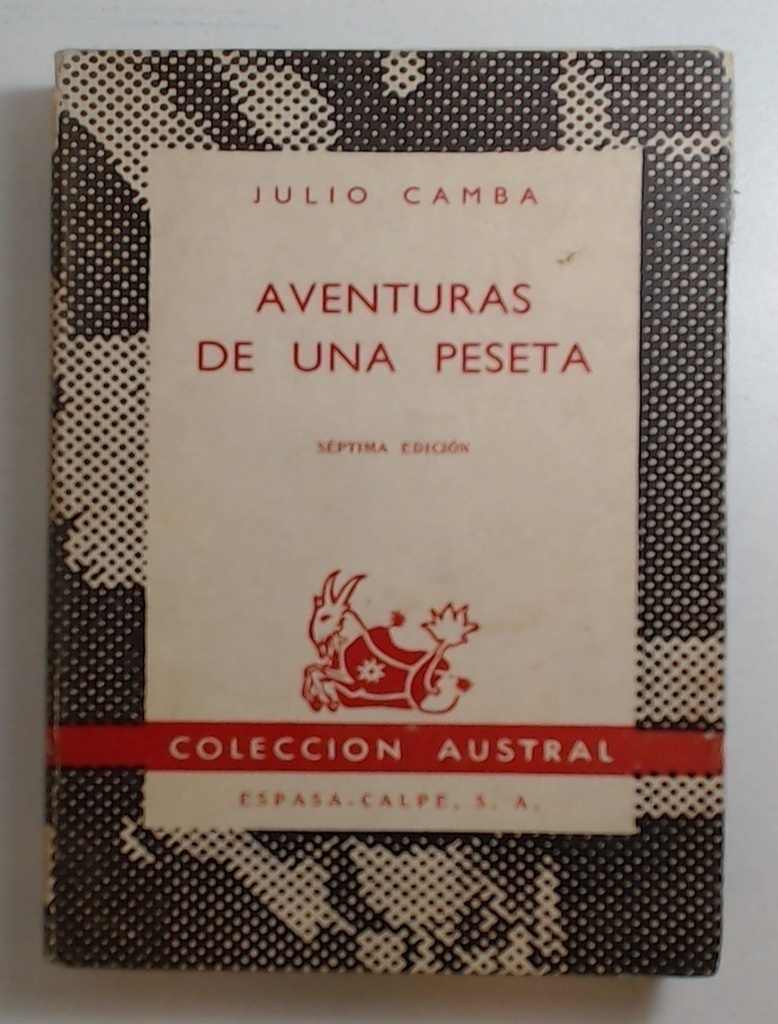 JULIO CAMBA
AVENTURAS
DE UNA PESETA
SÉPTIMA EDICIÓN
COLECCION AUSTRAL
ESPASA-CALPE, S. A.